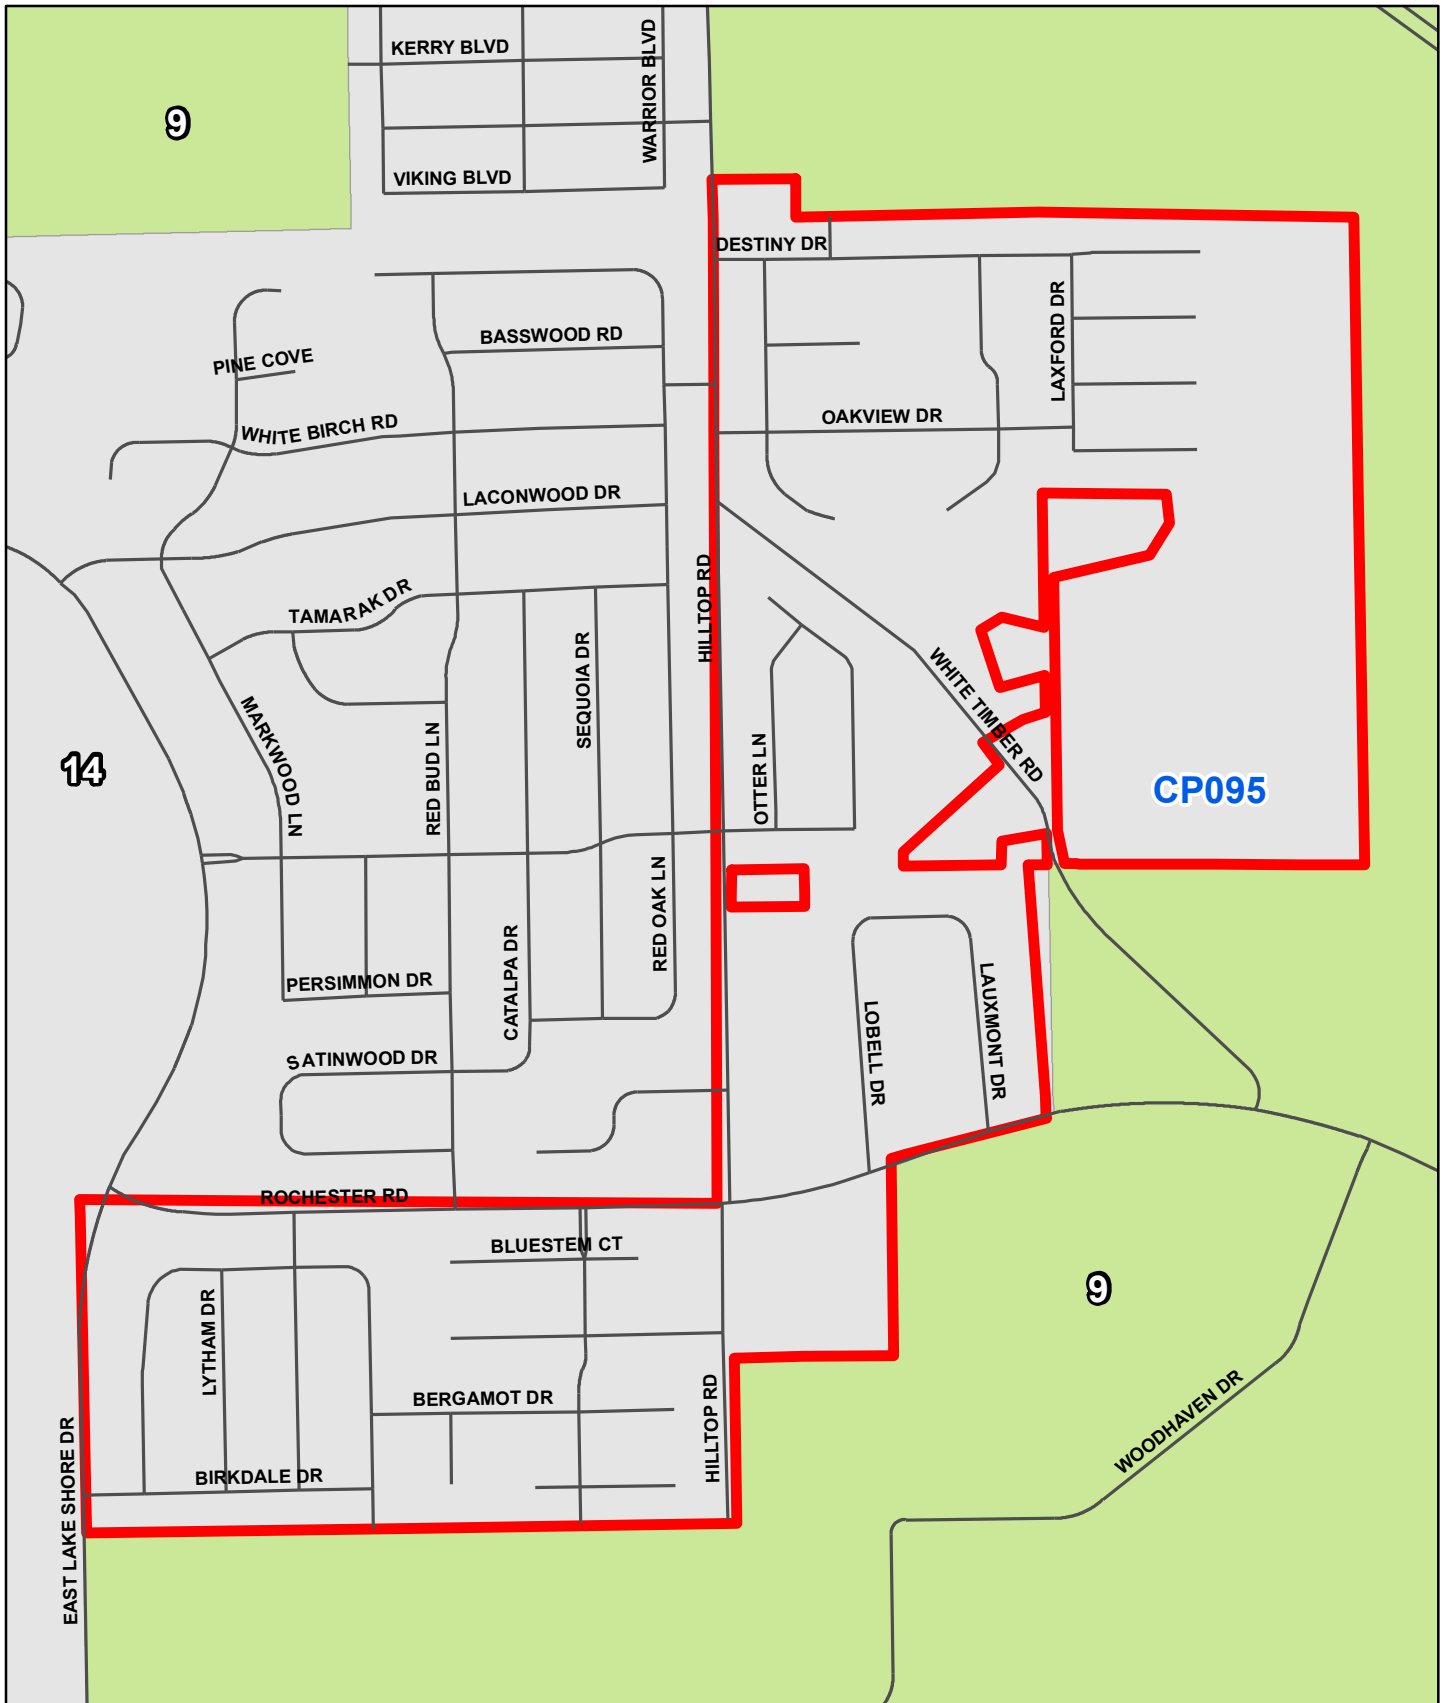 KERRY BLVD
WARRIOR BLVD
9
VIKING BLVD
DESTINY DR
BASSWOOD RD
LAXFORD DR
PINE COVE
OAKVIEW DR
WHITE BIRCH RD
LACONWOOD DR
HILLTOP RD
TAMARAK DR
SEQUOIA DR
WHITE TIMBER RD
MARKWOOD LN
RED BUD LN
OTTER LN
14
CP095
RED OAK LN
CATALPA DR
PERSIMMON DR
LAUXMONT DR
LOBELL DR
SATINWOOD DR
ROCHESTER RD
BLUESTEM CT
9
LYTHAM DR
BERGAMOT DR
HILLTOP RD
WOODHAVEN DR
BIRKDALE DR
EAST LAKE SHORE DR